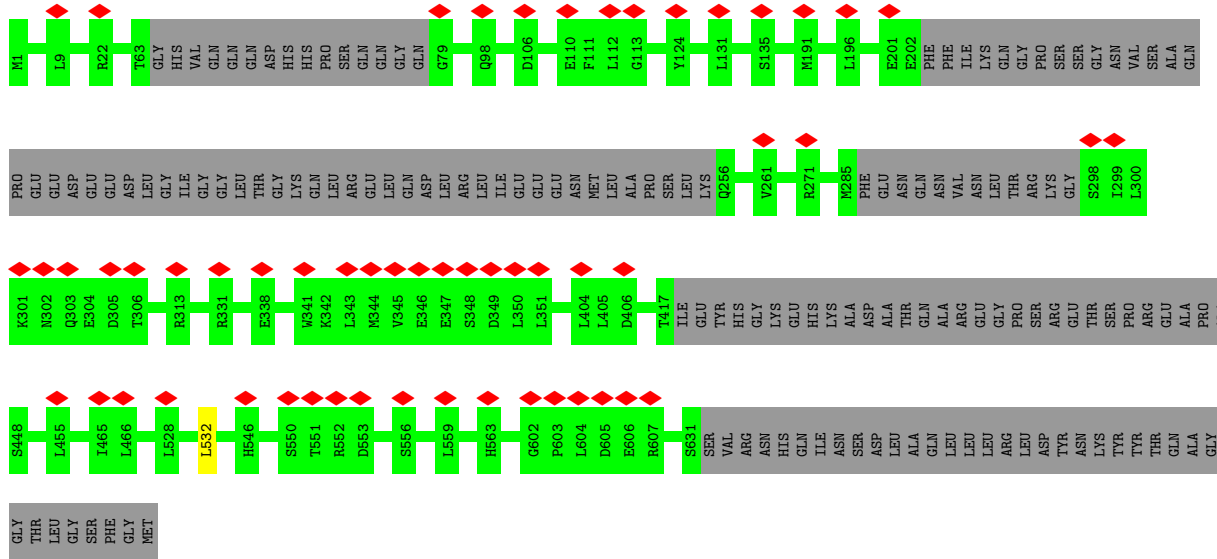 M1 L9 R22 T63 GLY HIS VAL GLN GLN GLN ASP HIS HIS PRO SER GLN GLN GLY GLN G79 Q98 D106 E110 F111 L112 G113 Y124 L131 S135 M191 L196 E201 E202 PHE PHE ILE LYS GLN GLY PRO SER SER GLY ASN VAL SER ALA GLN
PRO GLU GLU ASP GLU GLU ASP LEU GLY ILE GLY GLY LEU THR GLY LYS GLN LEU ARG GLU LEU GLN ASP LEU ARG LEU ILE GLU GLU GLU ASN MET LEU ALA PRO SER LEU LYS Q256 V261 R271 M285 PHE GLU ASN GLN ASN VAL ASN LEU THR ARG LYS GLY S298 I299 L300
K301 N302 Q303 E304 D305 T306 R313 R331 E338 W341 K342 L343 M344 V345 E346 E347 S348 D349 L350 L351 L404 L405 D406 T417 ILE GLU TYR HIS GLY LYS GLU HIS LYS ALA ASP ALA THR GLN ALA ARG GLU GLY PRO SER ARG GLU THR SER PRO ARG GLU ALA PRO
S448 L455 I465 L466 L528 L532 H546 S550 T551 R552 D553 S556 L559 H563 G602 P603 L604 D605 E606 R607 S631 SER VAL ARG ASN HIS GLN ILE ASN SER ASP LEU ALA GLN LEU LEU LEU ARG LEU ASP TYR ASN LYS TYR TYR THR GLN ALA GLY
GLY THR LEU GLY SER PHE GLY MET